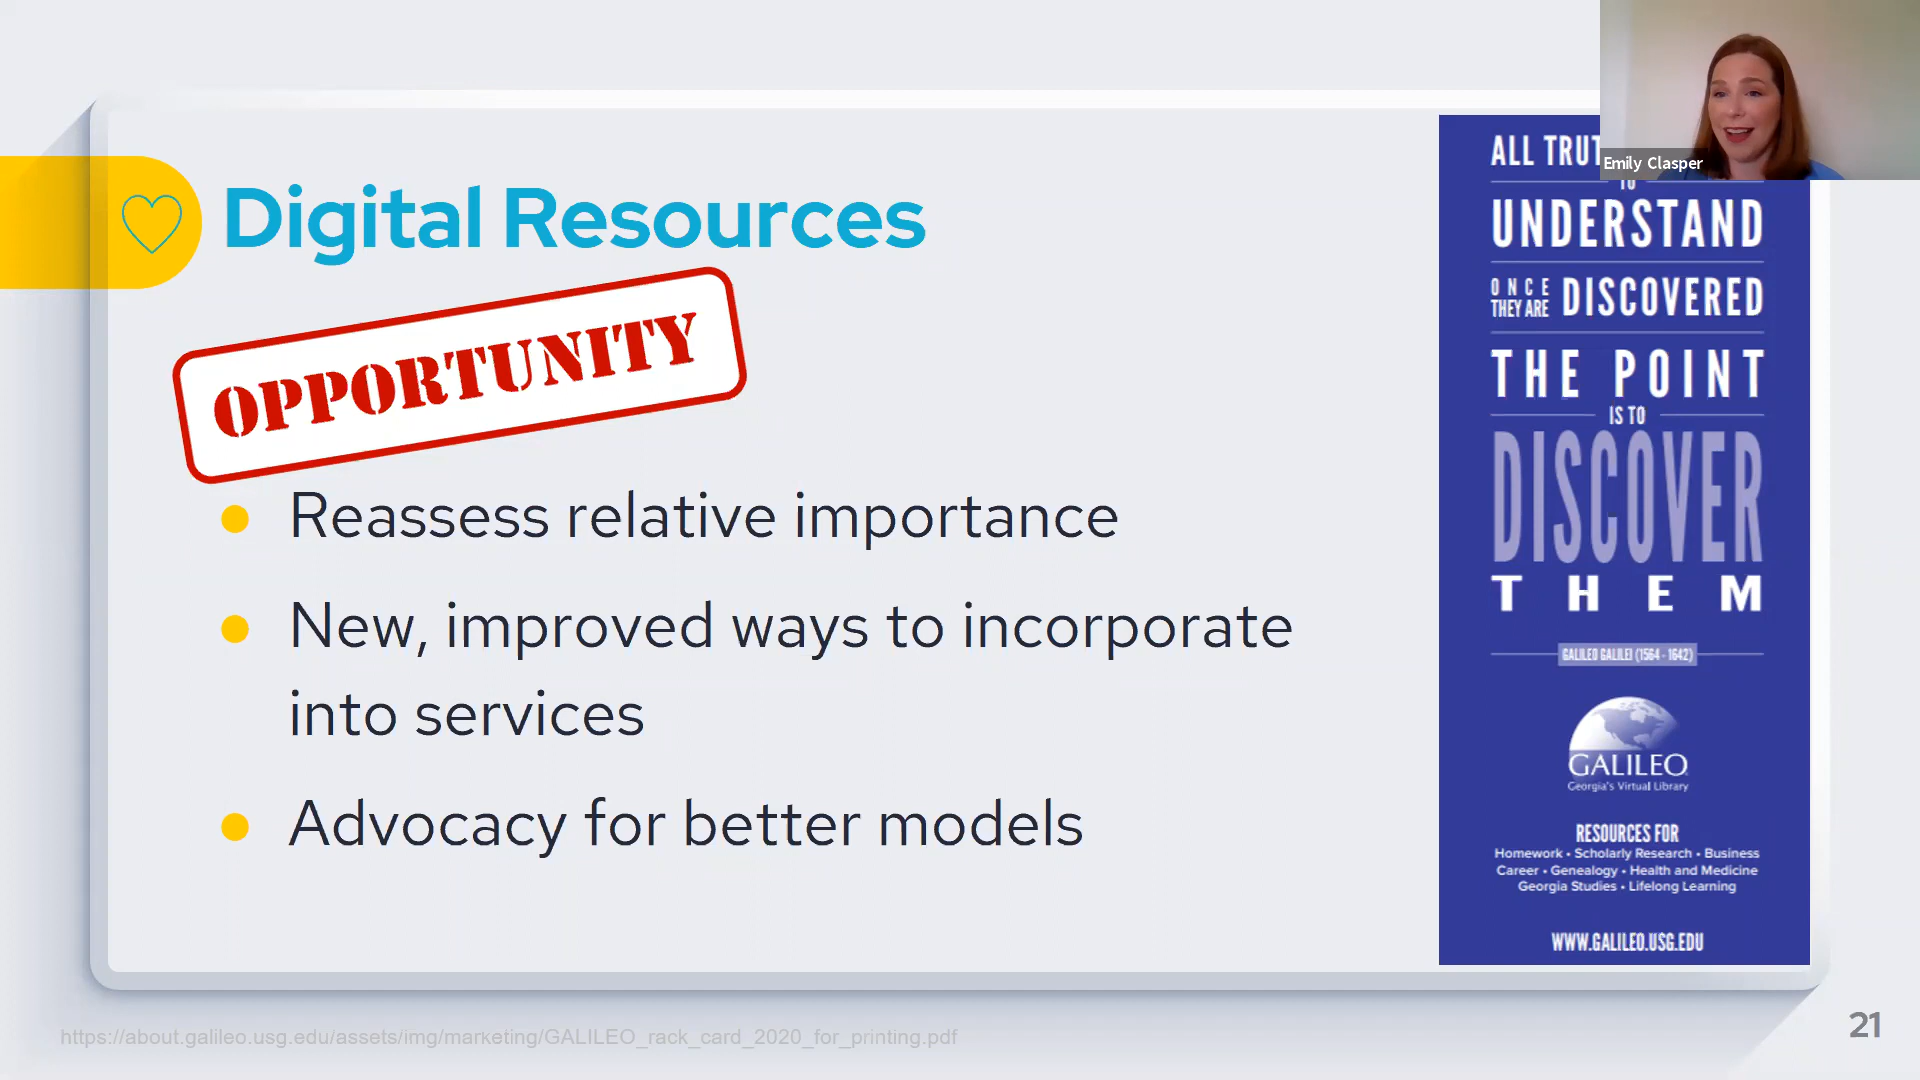 Digital Resources
OPPORTUNITY
Reassess relative importance
New, improved ways to incorporate
into services
Advocacy for better models
Emily Clasper
ALL
TO
UNDERSTAND
ONCE
THEY ARE DISCOVERED
THE POINT
IS TO
DISCOVER
THEM
GALILEO GALILEI (1564 - 1642)
GALILEO
Georgia's Virtual Library
RESOURCES FOR
Homework • Scholarly Research • Business
Career • Genealogy • Health and Medicine
Georgia Studies • Lifelong Learning
WWW.GALILEO.USG.EDU
https://about.galileo.usg.edu/assets/img/marketing/GALILEO_rack_card_2020_for_printing.pdf
21